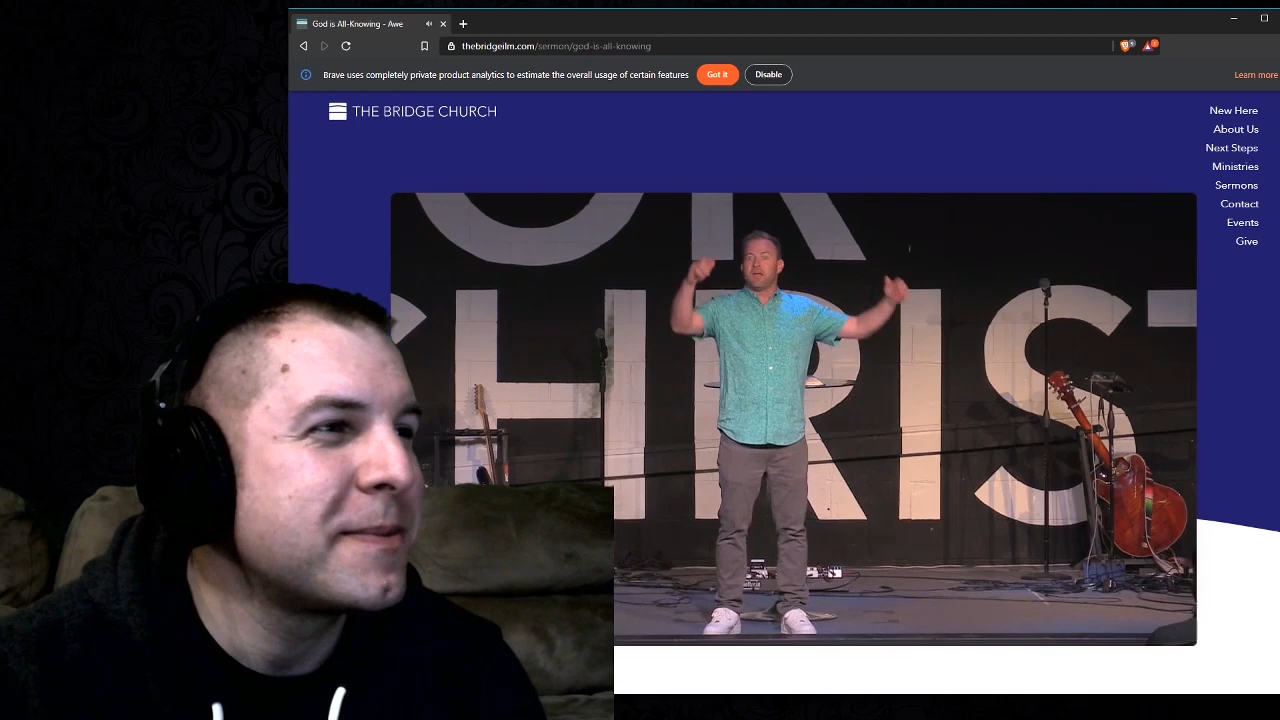 God is All-Knowing - Awe
thebridgeilm.com/sermon/god-is-all-knowing
Brave uses completely private product analytics to estimate the overall usage of certain features
Got it
Disable
Learn more
THE BRIDGE CHURCH
New Here
About Us
Next Steps
Ministries
Sermons
Contact
Events
Give
OR
CHRIST